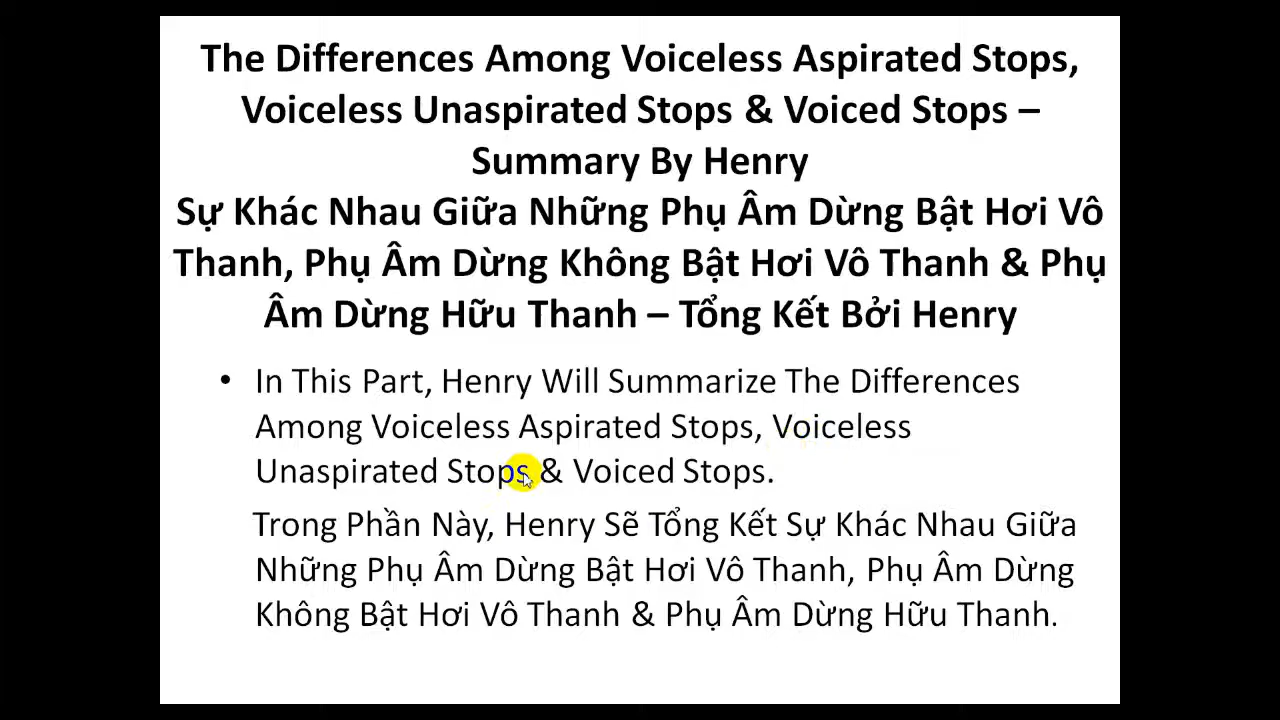 The Differences Among Voiceless Aspirated Stops,
Voiceless Unaspirated Stops & Voiced Stops –
Summary By Henry
Sự Khác Nhau Giữa Những Phụ Âm Dừng Bật Hơi Vô
Thanh, Phụ Âm Dừng Không Bật Hơi Vô Thanh & Phụ
Âm Dừng Hữu Thanh – Tổng Kết Bởi Henry
• In This Part, Henry Will Summarize The Differences
Among Voiceless Aspirated Stops, Voiceless
Unaspirated Stops & Voiced Stops.
Trong Phần Này, Henry Sẽ Tổng Kết Sự Khác Nhau Giữa
Những Phụ Âm Dừng Bật Hơi Vô Thanh, Phụ Âm Dừng
Không Bật Hơi Vô Thanh & Phụ Âm Dừng Hữu Thanh.